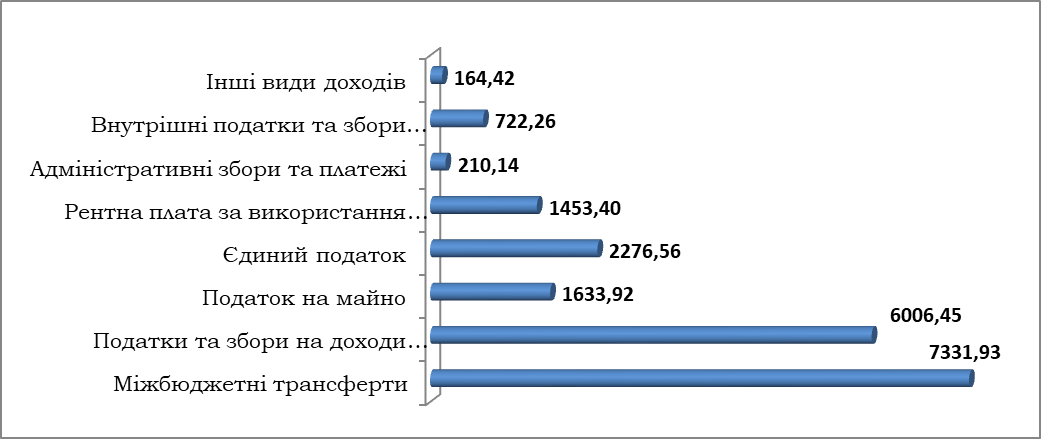 Інші види доходів 164,42
Внутрішні податки та збори... 722,26
Адміністративні збори та платежі 210,14
Рентна плата за використання... 1453,40
Єдиний податок 2276,56
Податок на майно 1633,92
Податки та збори на доходи... 6006,45
Міжбюджетні трансферти 7331,93